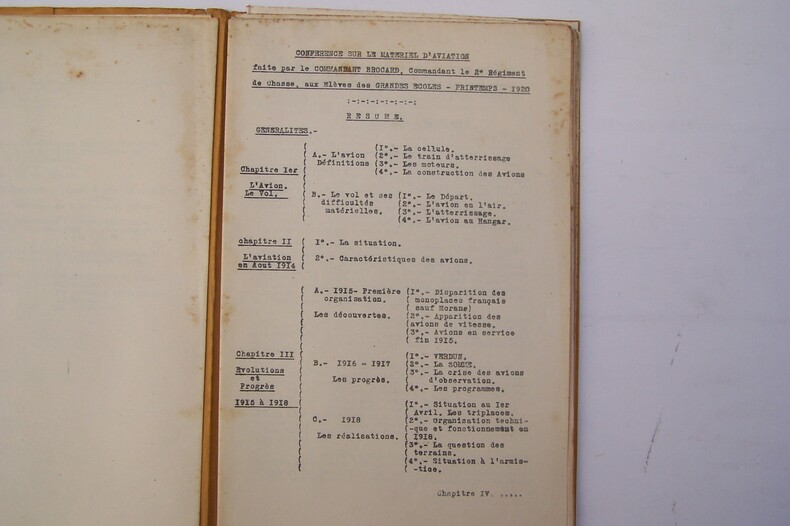 CONFERENCE SUR LE MATERIEL D'AVIATION
faite par le COMMANDANT BROCARD, Commandant le 2e Régiment
de Chasse, aux Elèves des GRANDES ECOLES - PRINTEMPS - 1920
:-:-:-:-:-:-:
R E S U M E.
GENERALITES.-
Chapitre Ier
L'Avion.
Le Vol.
A.- L'avion
Définitions
(1°.- La cellule.
(2°.- Le train d'atterrissage
(3°.- Les moteurs.
(4°.- La construction des Avions
B.- Le vol et ses
difficultés
matérielles.
(1°.- Le Départ.
(2°.- L'avion en l'air.
(3°.- L'atterrissage.
(4°.- L'avion au Hangar.
chapitre II
L'aviation
en Aout 1914
1°.- La situation.
2°.- Caractéristiques des avions.
Chapitre III
Evolutions
et
Progrès
1915 à 1918
A.- 1915- Première
organisation.
Les découvertes.
(1°.- Disparition des
( monoplaces français
( sauf Morane)
(2°.- Apparition des
(avions de vitesse.
(3°.- Avions en service
( fin 1915.
B.- 1916 - 1917
Les progrès.
(1°.- VERDUN.
(2°.- La SOMME.
(3°.- La crise des avions
d'observation.
(4°.- Les programmes.
C.- 1918
Les réalisations.
(1°.- Situation au 1er
( Avril. Les triplaces.
(2°.- Organisation techni-
(-que et fonctionnement en
( 1918.
(3°.- La question des
( terrains.
(4°.- Situation à l'armis-
( -tice.
Chapitre IV. .....